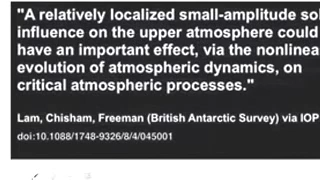 "A relatively localized small-amplitude
influence on the upper atmosphere could
have an important effect, via the
evolution of atmospheric dynamics, on
critical atmospheric processes."
Lam, Chisham, Freeman (British Antarctic Survey) via IOP
doi:10.1088/1748-9326/8/4/045001